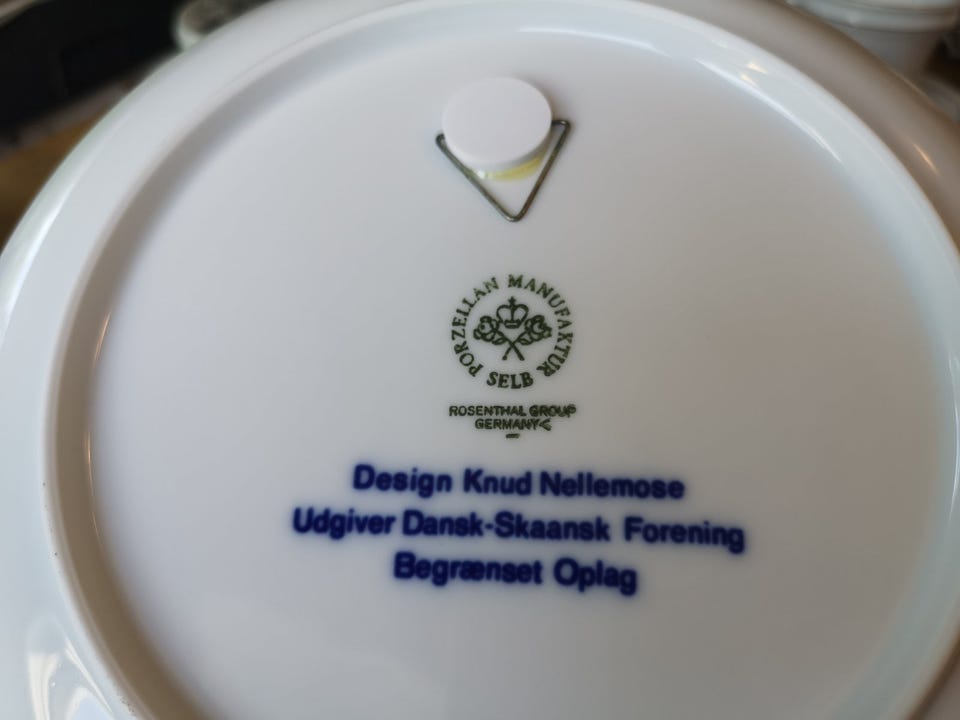 PORZELLAN MANUFAKTUR
SELB
ROSENTHAL GROUP
GERMANY
Design Knud Nellemose
Udgiver Dansk-Skaansk Forening
Begrænset Oplag